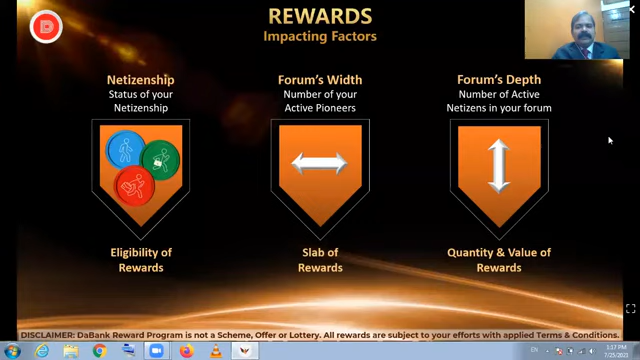 D
REWARDS
Impacting Factors
Netizenship
Status of your
Netizenship
Forum's Width
Number of your
Active Pioneers
Forum's Depth
Number of Active
Netizens in your forum
Eligibility of
Rewards
Slab of
Rewards
Quantity & Value of
Rewards
DISCLAIMER: DaBank Reward Program is not a Scheme, Offer or Lottery. All rewards are subject to your efforts with applied Terms & Conditions.
EN